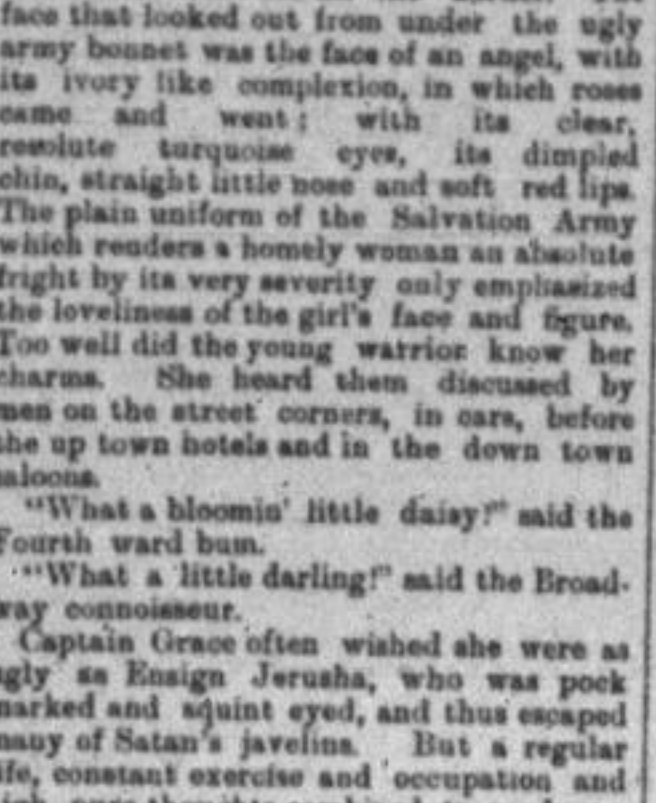 face that looked out from under the ugly
army bonnet was the face of an angel, with
its ivory like complexion, in which roses
came and went; with its clear,
resolute turquoise eyes, its dimpled
chin, straight little nose and soft red lips.
The plain uniform of the Salvation Army
which renders a homely woman an absolute
fright by its very severity only emphasized
the loveliness of the girl's face and figure.
Too well did the young warrior know her
charms. She heard them discussed by
men on the street corners, in cars, before
the up town hotels and in the down town
saloons.
"What a bloomin' little daisy!" said the
Fourth ward bum.
"What a little darling!" said the Broad-
way connoisseur.
Captain Grace often wished she were as
ugly as Ensign Jerusha, who was pock
marked and squint eyed, and thus escaped
many of Satan's javelins. But a regular
life, constant exercise and occupation and